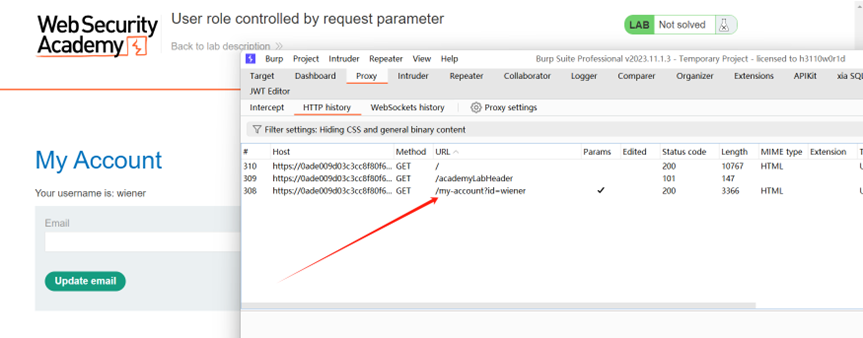 Web Security
Academy
User role controlled by request parameter
Back to lab description
LAB Not solved
My Account
Your username is: wiener
Email
Update email
Burp Project Intruder Repeater View Help Burp Suite Professional v2023.11.1.3 - Temporary Project - licensed to h3110w0r1d
Target Dashboard Proxy Intruder Repeater Collaborator Logger Comparer Organizer Extensions APIKit xia SQL
JWT Editor
Intercept HTTP history WebSockets history Proxy settings
Filter settings: Hiding CSS and general binary content
# Host Method URL Params Edited Status code Length MIME type Extension
310 https://0ade009d03c3cc8f80f6... GET / 200 10767 HTML
309 https://0ade009d03c3cc8f80f6... GET /academyLabHeader 101 147
308 https://0ade009d03c3cc8f80f6... GET /my-account?id=wiener ✓ 200 3366 HTML